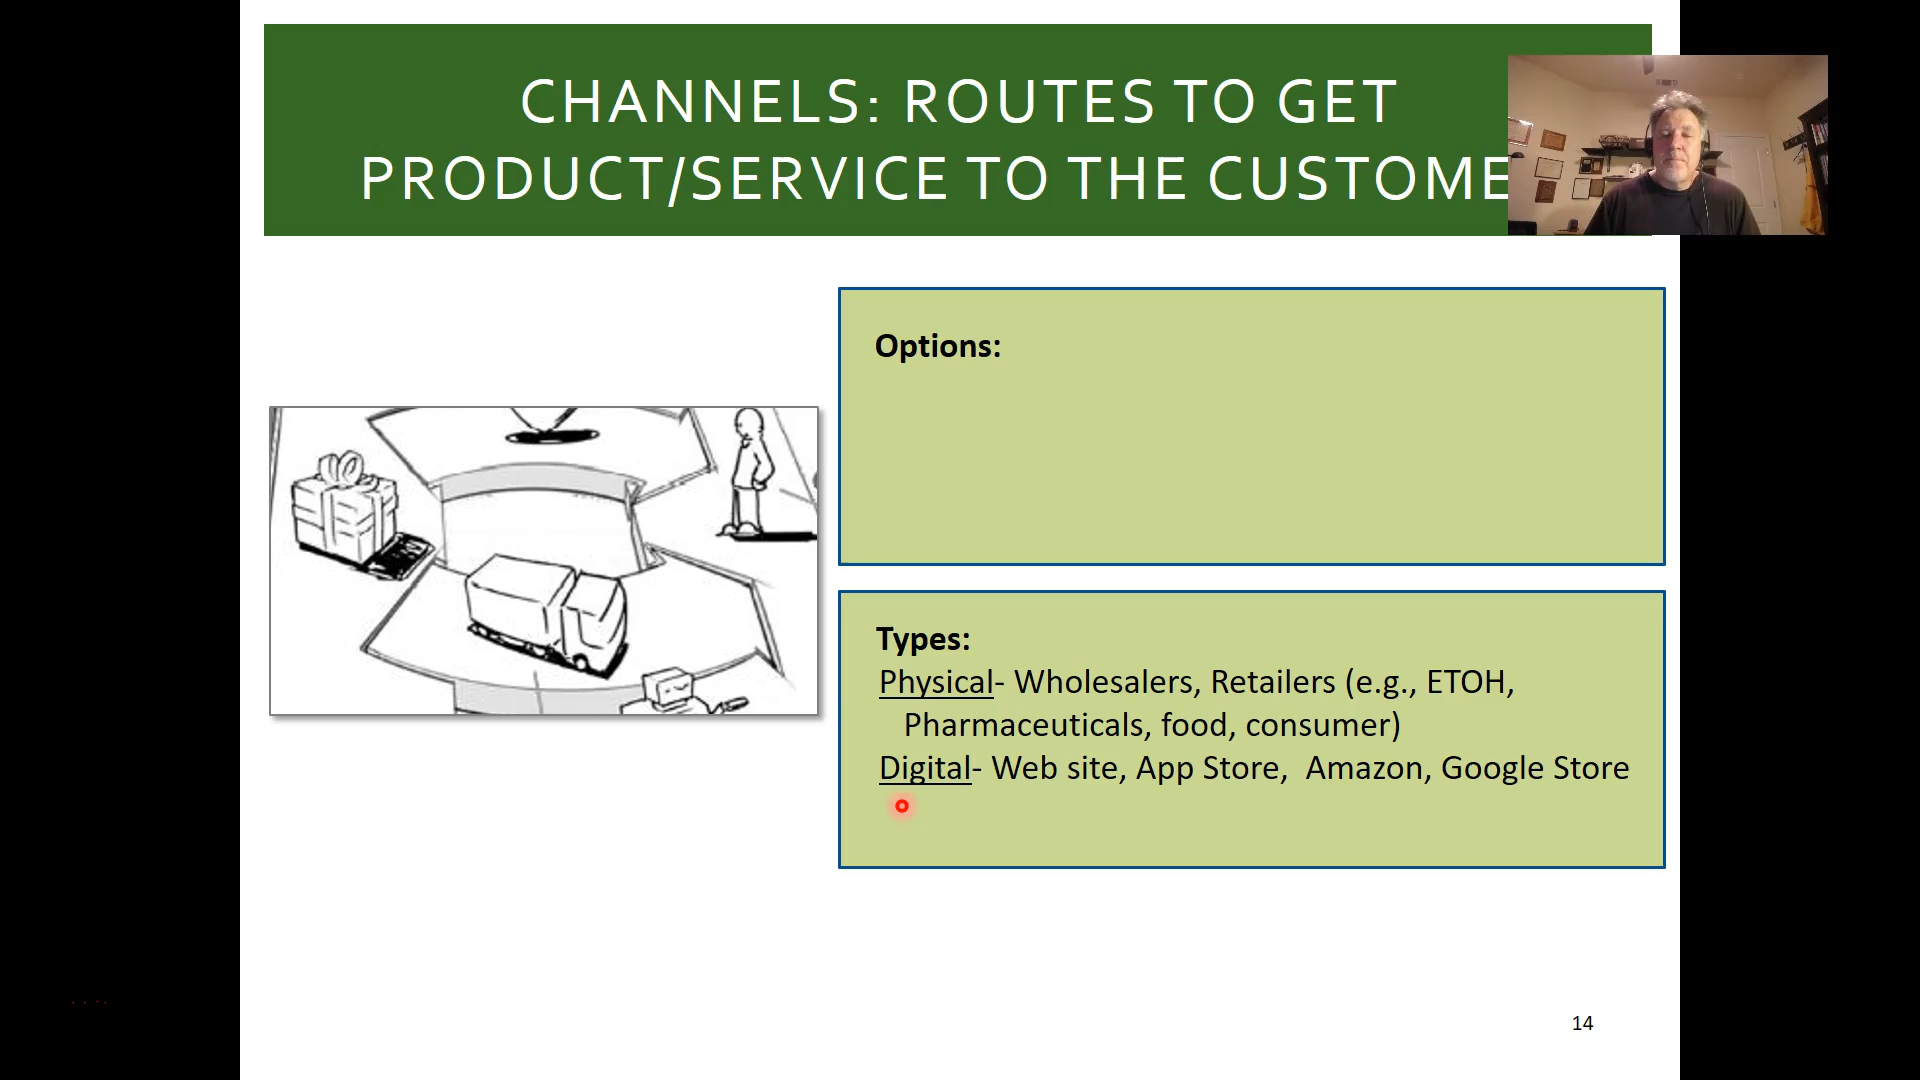 CHANNELS: ROUTES TO GET
PRODUCT/SERVICE TO THE CUSTOME
Options:
Types:
Physical- Wholesalers, Retailers (e.g., ETOH,
Pharmaceuticals, food, consumer)
Digital- Web site, App Store, Amazon, Google Store
14